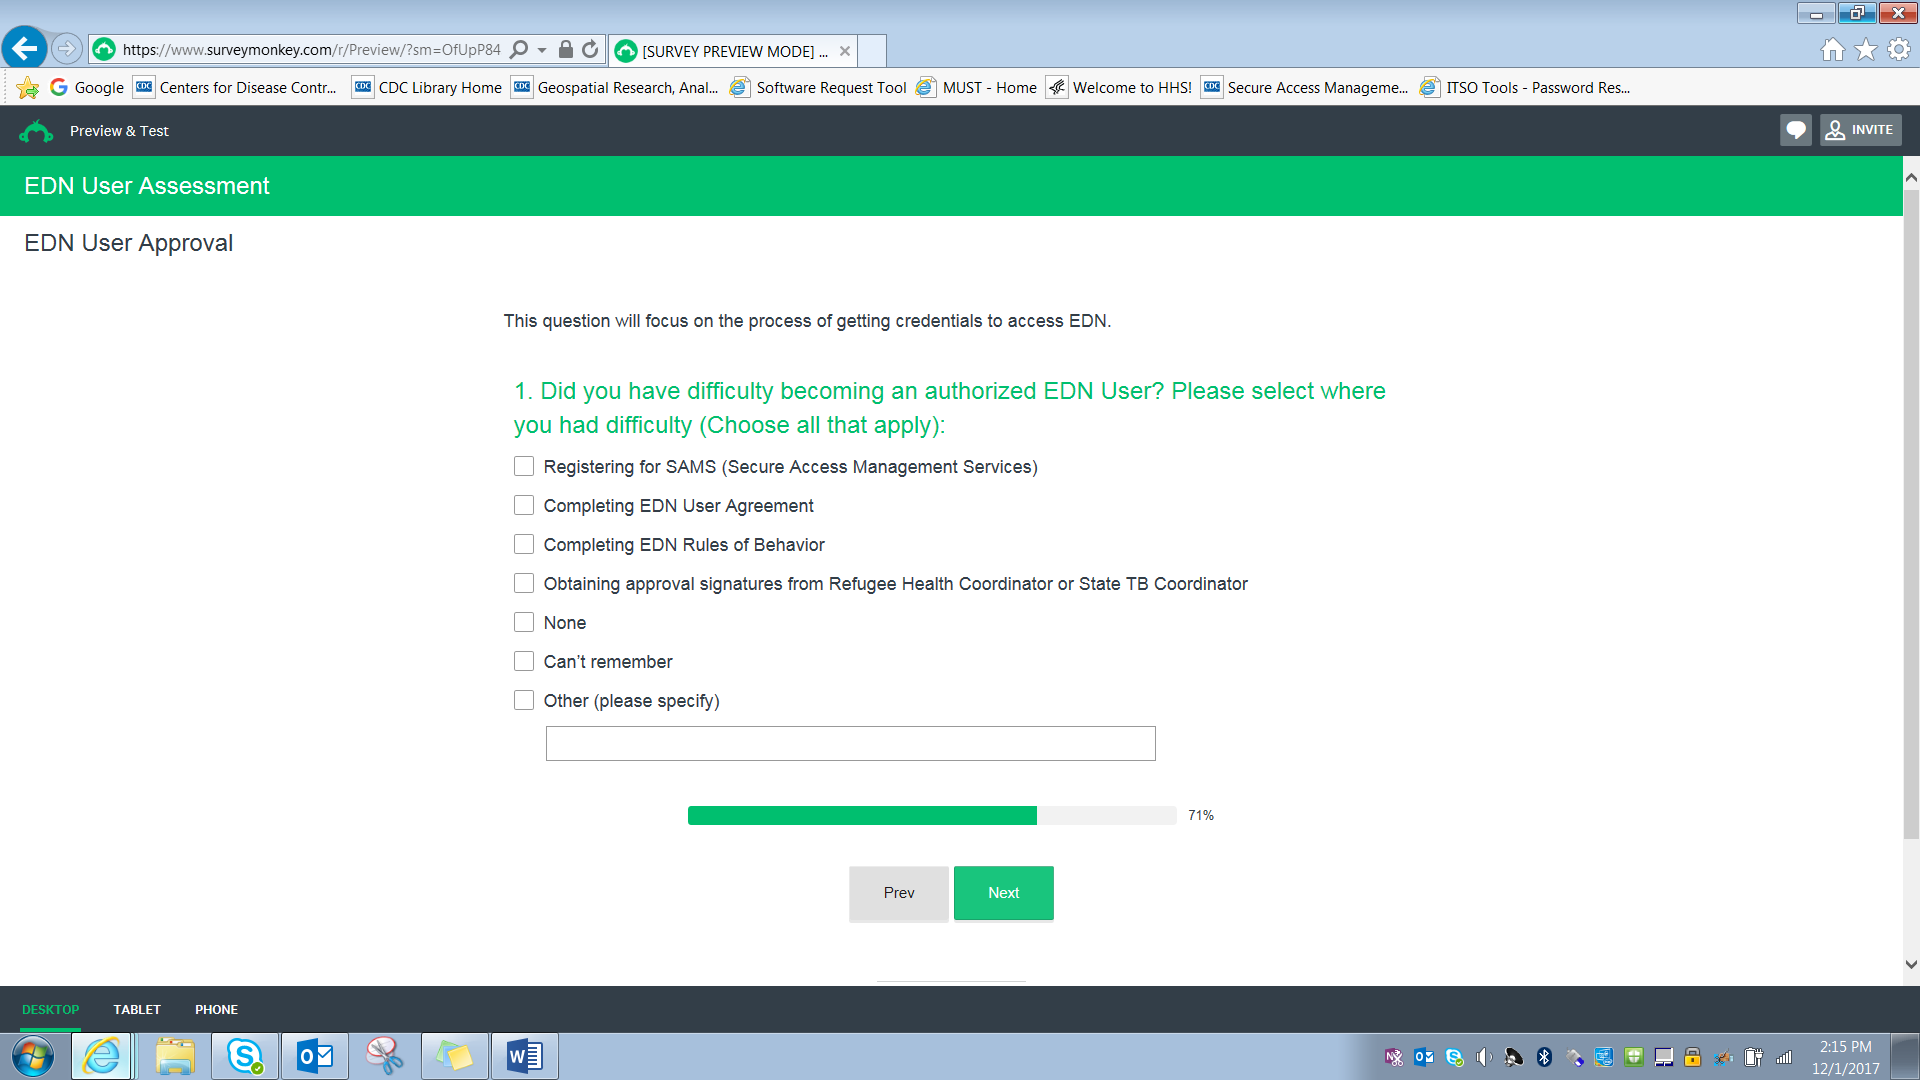 https://www.surveymonkey.com/r/Preview/?sm=OfUpP84
[SURVEY PREVIEW MODE] ...
Google
CDC
Centers for Disease Contr...
CDC
CDC Library Home
CDC
Geospatial Research, Anal...
Software Request Tool
MUST - Home
Welcome to HHS!
CDC
Secure Access Manageme...
ITSO Tools - Password Res...
Preview & Test
INVITE
EDN User Assessment
EDN User Approval
This question will focus on the process of getting credentials to access EDN.
1. Did you have difficulty becoming an authorized EDN User? Please select where
you had difficulty (Choose all that apply):
Registering for SAMS (Secure Access Management Services)
Completing EDN User Agreement
Completing EDN Rules of Behavior
Obtaining approval signatures from Refugee Health Coordinator or State TB Coordinator
None
Can't remember
Other (please specify)
71%
Prev
Next
DESKTOP
TABLET
PHONE
2:15 PM
12/1/2017